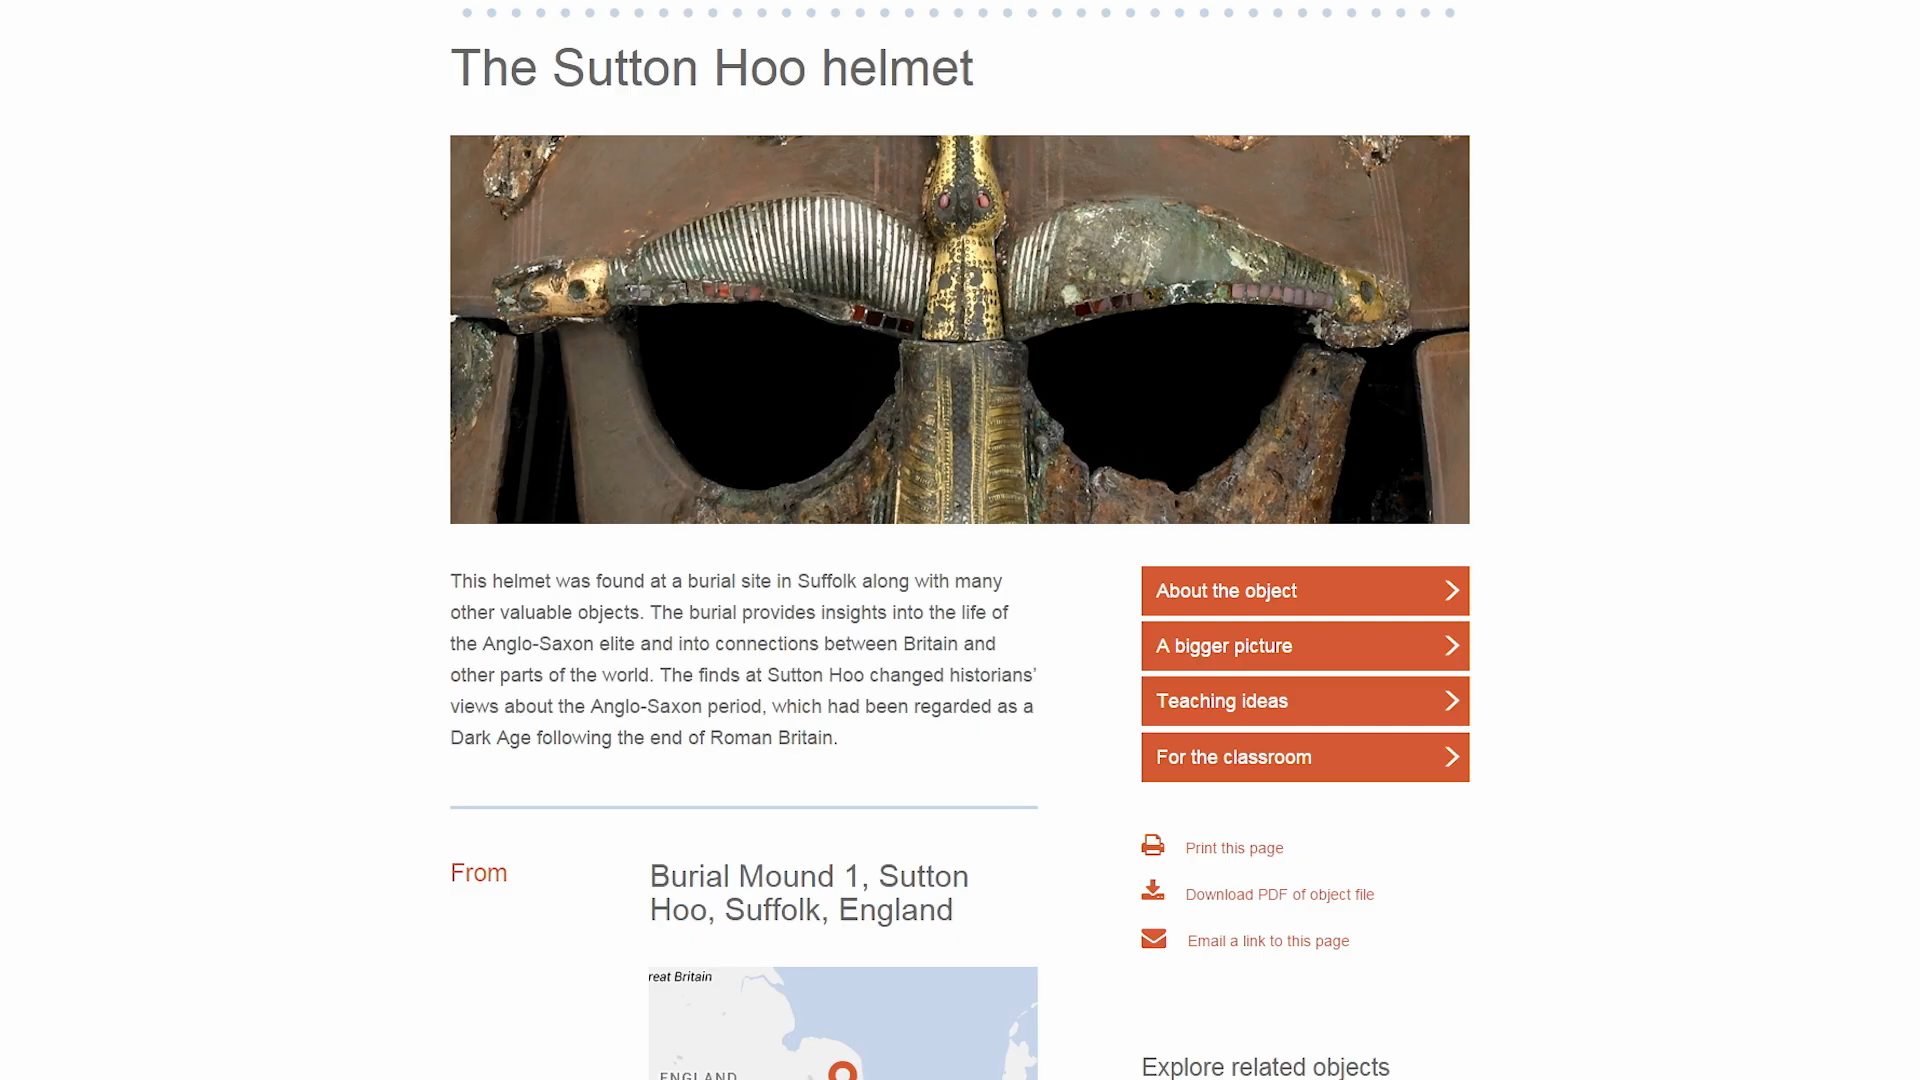 The Sutton Hoo helmet
This helmet was found at a burial site in Suffolk along with many
other valuable objects. The burial provides insights into the life of
the Anglo-Saxon elite and into connections between Britain and
other parts of the world. The finds at Sutton Hoo changed historians’
views about the Anglo-Saxon period, which had been regarded as a
Dark Age following the end of Roman Britain.
About the object
A bigger picture
Teaching ideas
For the classroom
Print this page
Download PDF of object file
Email a link to this page
From
Burial Mound 1, Sutton
Hoo, Suffolk, England
reat Britain
ENGLAND
Explore related objects